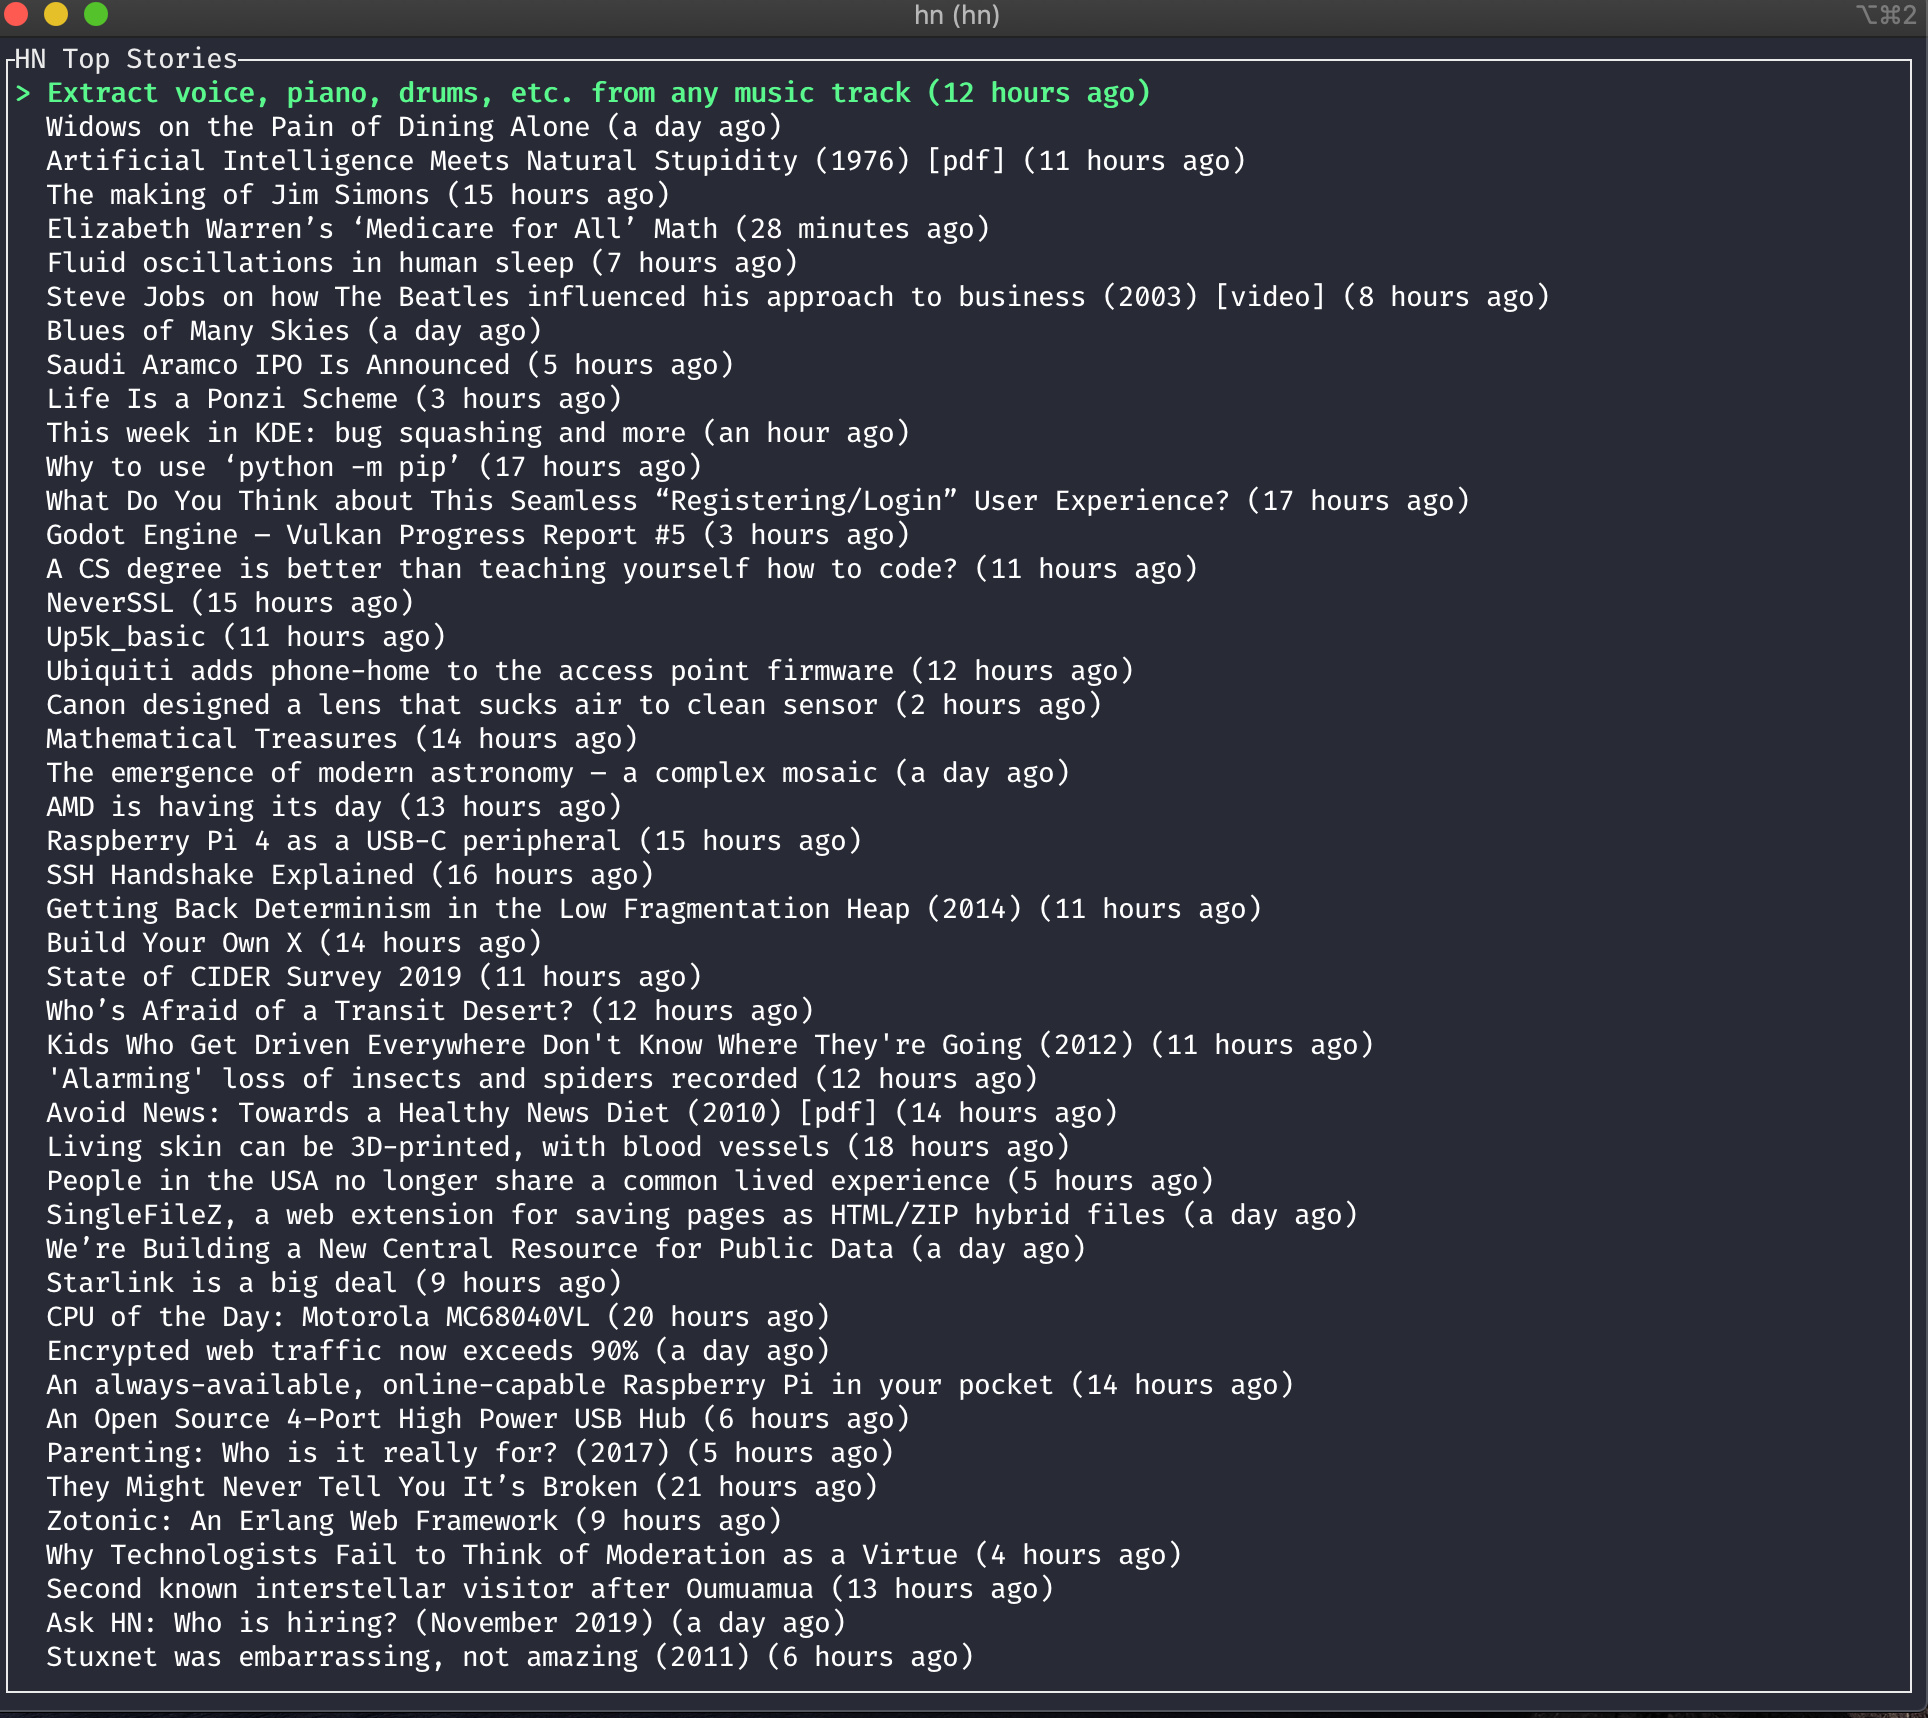 hn (hn)
⌥⌘2
HN Top Stories
> Extract voice, piano, drums, etc. from any music track (12 hours ago)
Widows on the Pain of Dining Alone (a day ago)
Artificial Intelligence Meets Natural Stupidity (1976) [pdf] (11 hours ago)
The making of Jim Simons (15 hours ago)
Elizabeth Warren’s ‘Medicare for All’ Math (28 minutes ago)
Fluid oscillations in human sleep (7 hours ago)
Steve Jobs on how The Beatles influenced his approach to business (2003) [video] (8 hours ago)
Blues of Many Skies (a day ago)
Saudi Aramco IPO Is Announced (5 hours ago)
Life Is a Ponzi Scheme (3 hours ago)
This week in KDE: bug squashing and more (an hour ago)
Why to use ‘python -m pip’ (17 hours ago)
What Do You Think about This Seamless “Registering/Login” User Experience? (17 hours ago)
Godot Engine – Vulkan Progress Report #5 (3 hours ago)
A CS degree is better than teaching yourself how to code? (11 hours ago)
NeverSSL (15 hours ago)
Up5k_basic (11 hours ago)
Ubiquiti adds phone-home to the access point firmware (12 hours ago)
Canon designed a lens that sucks air to clean sensor (2 hours ago)
Mathematical Treasures (14 hours ago)
The emergence of modern astronomy – a complex mosaic (a day ago)
AMD is having its day (13 hours ago)
Raspberry Pi 4 as a USB-C peripheral (15 hours ago)
SSH Handshake Explained (16 hours ago)
Getting Back Determinism in the Low Fragmentation Heap (2014) (11 hours ago)
Build Your Own X (14 hours ago)
State of CIDER Survey 2019 (11 hours ago)
Who’s Afraid of a Transit Desert? (12 hours ago)
Kids Who Get Driven Everywhere Don't Know Where They're Going (2012) (11 hours ago)
'Alarming' loss of insects and spiders recorded (12 hours ago)
Avoid News: Towards a Healthy News Diet (2010) [pdf] (14 hours ago)
Living skin can be 3D-printed, with blood vessels (18 hours ago)
People in the USA no longer share a common lived experience (5 hours ago)
SingleFileZ, a web extension for saving pages as HTML/ZIP hybrid files (a day ago)
We’re Building a New Central Resource for Public Data (a day ago)
Starlink is a big deal (9 hours ago)
CPU of the Day: Motorola MC68040VL (20 hours ago)
Encrypted web traffic now exceeds 90% (a day ago)
An always-available, online-capable Raspberry Pi in your pocket (14 hours ago)
An Open Source 4-Port High Power USB Hub (6 hours ago)
Parenting: Who is it really for? (2017) (5 hours ago)
They Might Never Tell You It’s Broken (21 hours ago)
Zotonic: An Erlang Web Framework (9 hours ago)
Why Technologists Fail to Think of Moderation as a Virtue (4 hours ago)
Second known interstellar visitor after Oumuamua (13 hours ago)
Ask HN: Who is hiring? (November 2019) (a day ago)
Stuxnet was embarrassing, not amazing (2011) (6 hours ago)